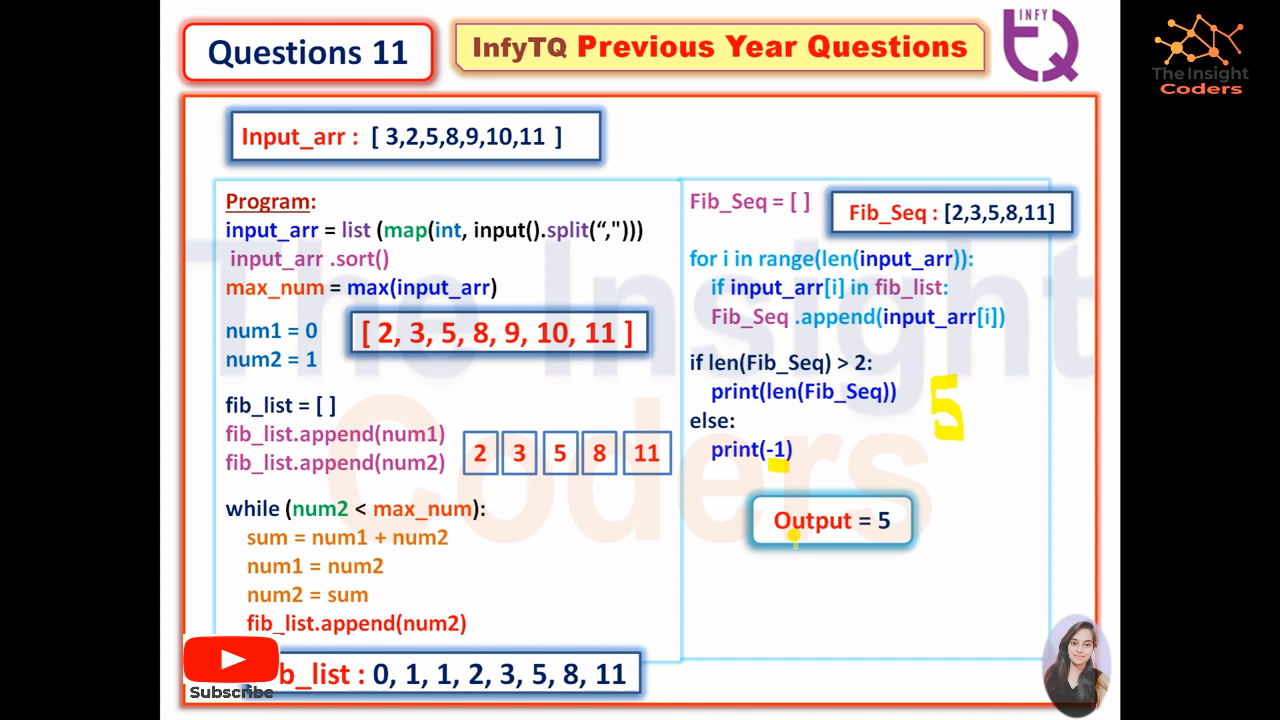 Questions 11
InfyTQ Previous Year Questions
INFY
TQ
The Insight
Coders
Input_arr : [ 3,2,5,8,9,10,11 ]
Program:
input_arr = list (map(int, input().split(“,")))
input_arr .sort()
max_num = max(input_arr)
num1 = 0
num2 = 1
[ 2, 3, 5, 8, 9, 10, 11 ]
fib_list = [ ]
fib_list.append(num1)
fib_list.append(num2)
2 3 5 8 11
while (num2 < max_num):
sum = num1 + num2
num1 = num2
num2 = sum
fib_list.append(num2)
b_list : 0, 1, 1, 2, 3, 5, 8, 11
Subscribe
Fib_Seq = [ ]
Fib_Seq : [2,3,5,8,11]
for i in range(len(input_arr)):
if input_arr[i] in fib_list:
Fib_Seq .append(input_arr[i])
if len(Fib_Seq) > 2:
print(len(Fib_Seq))
else:
print(-1)
5
Output = 5
The Insight
Coders